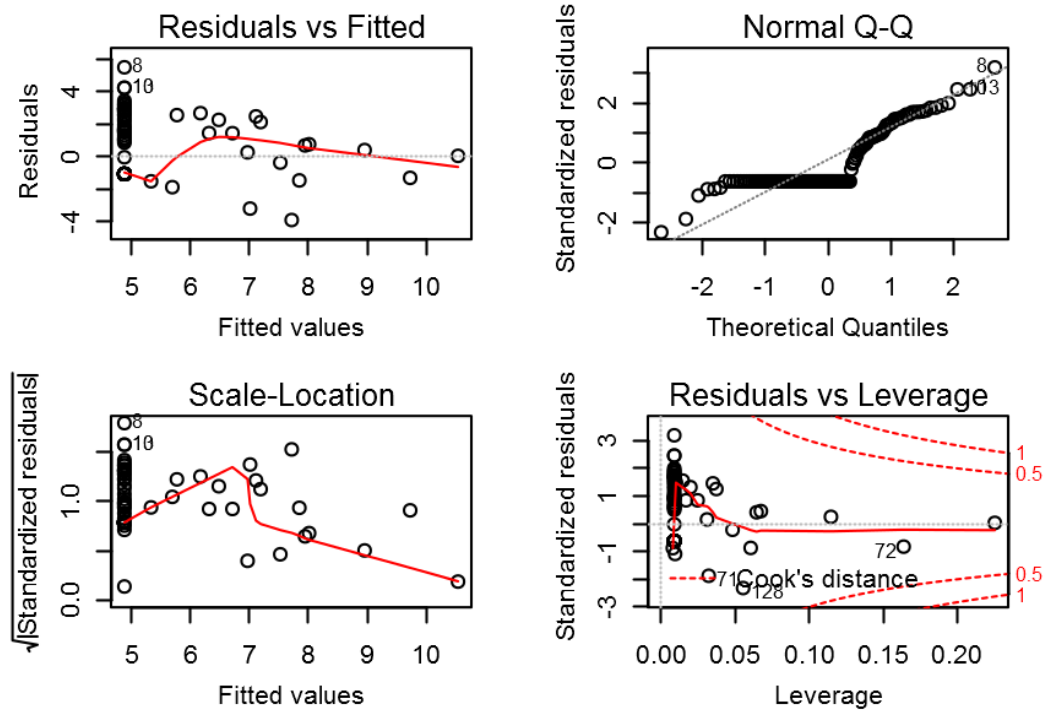 Residuals vs Fitted
Residuals
4
0
-4
8
10
13
5 6 7 8 9 10
Fitted values
Normal Q-Q
Standardized residuals
2
0
-2
8
13
-2 -1 0 1 2
Theoretical Quantiles
Scale-Location
√|Standardized residuals|
1.0
0.0
8
10
13
5 6 7 8 9 10
Fitted values
Residuals vs Leverage
Standardized residuals
3
1
-1
-3
1
0.5
0.5
1
72
71
128
Cook's distance
0.00 0.05 0.10 0.15 0.20
Leverage